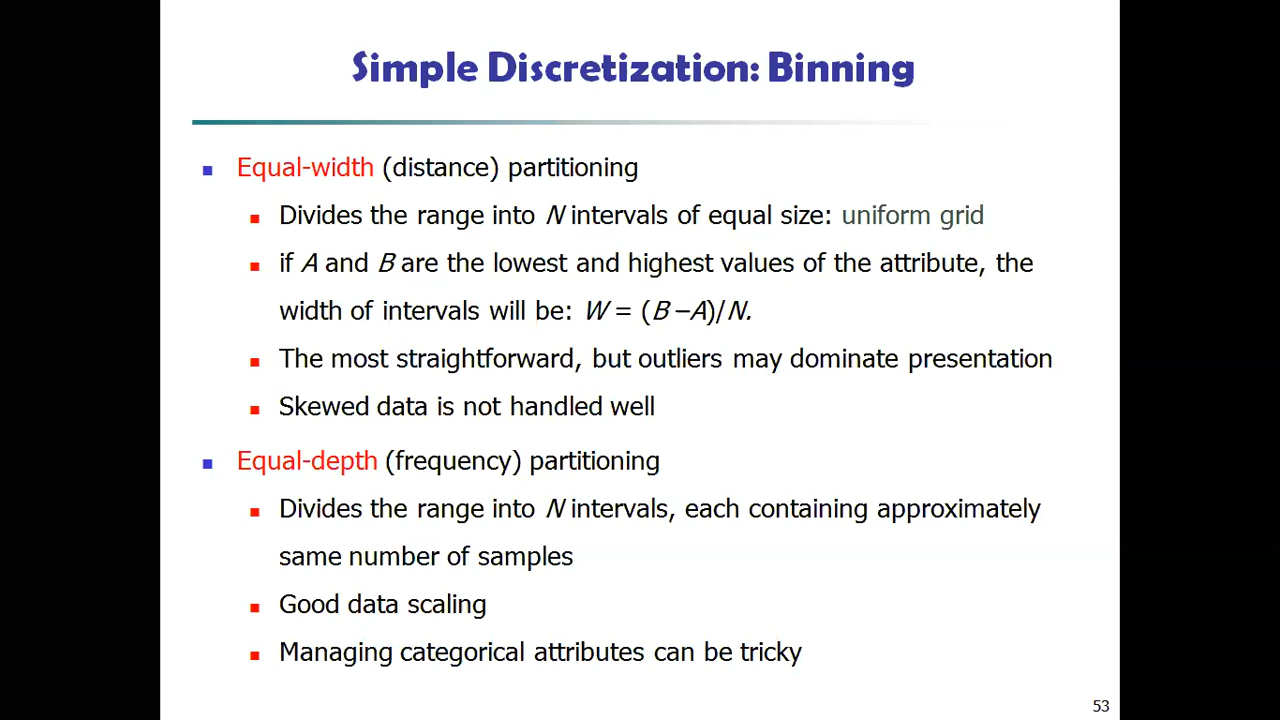 Simple Discretization: Binning
Equal-width (distance) partitioning
Divides the range into N intervals of equal size: uniform grid
if A and B are the lowest and highest values of the attribute, the
width of intervals will be: W = (B –A)/N.
The most straightforward, but outliers may dominate presentation
Skewed data is not handled well
Equal-depth (frequency) partitioning
Divides the range into N intervals, each containing approximately
same number of samples
Good data scaling
Managing categorical attributes can be tricky
53